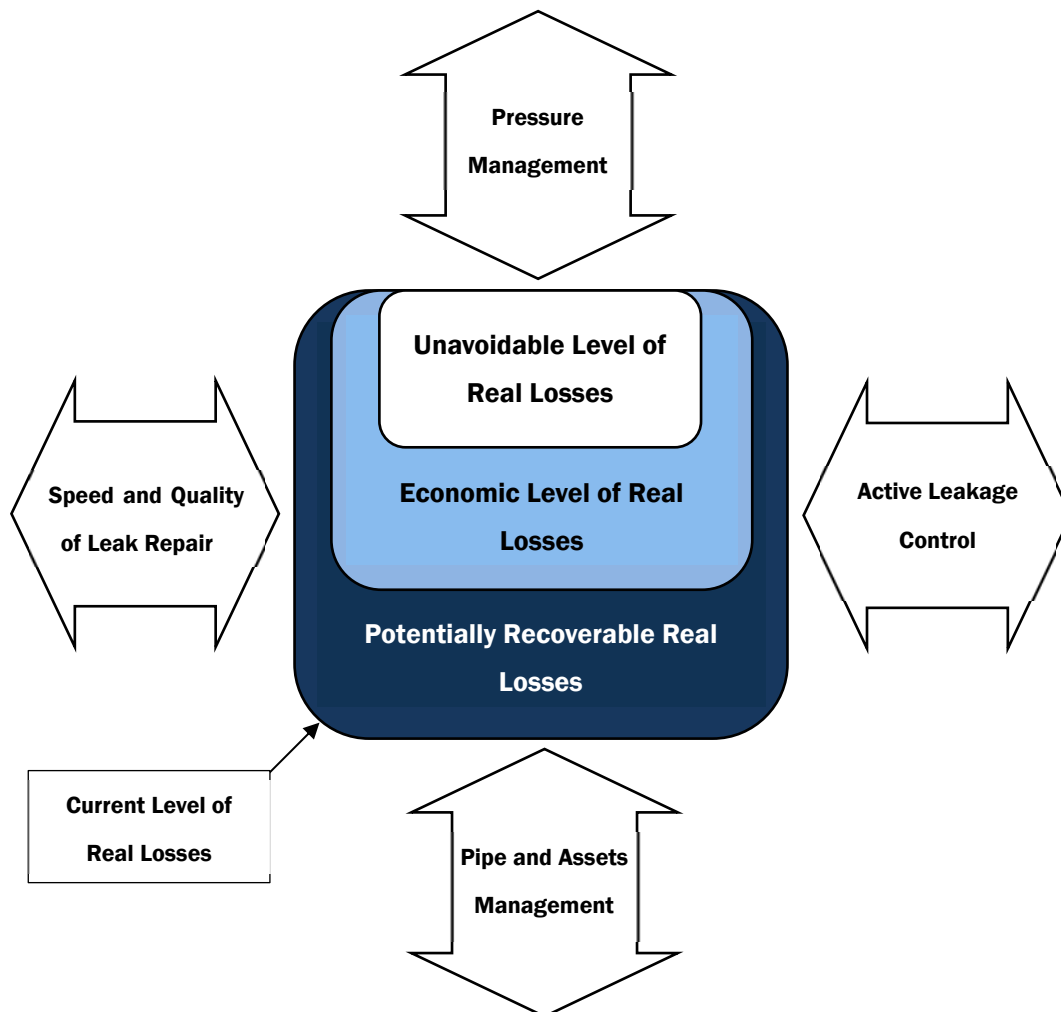 Pressure
Management
Unavoidable Level of
Real Losses
Speed and Quality
of Leak Repair
Economic Level of Real
Losses
Active Leakage
Control
Potentially Recoverable Real
Losses
Current Level of
Real Losses
Pipe and Assets
Management